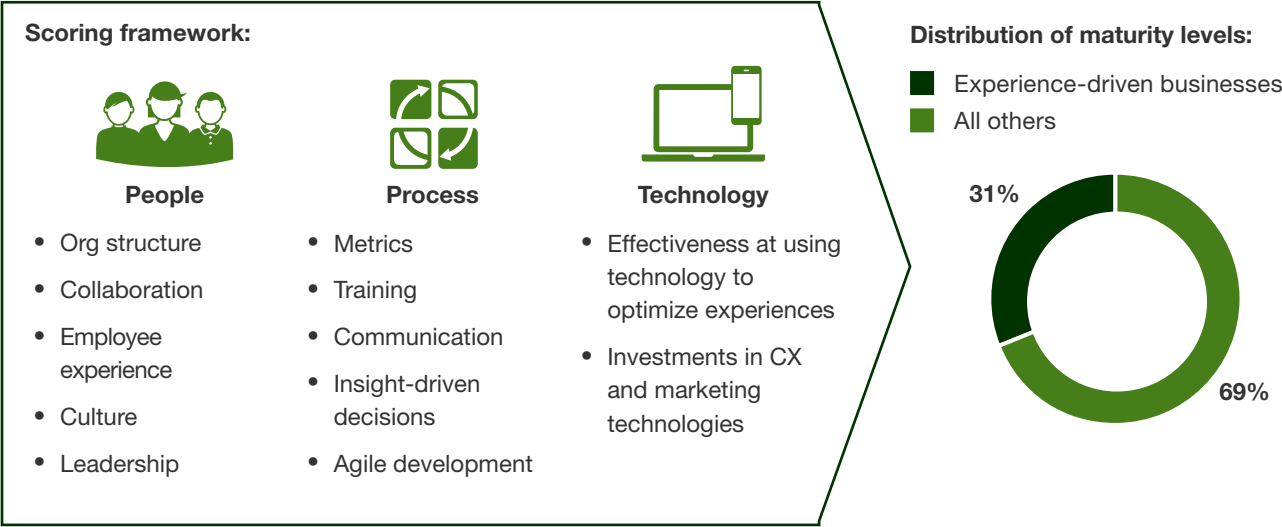 Scoring framework:
People
• Org structure
• Collaboration
• Employee
experience
• Culture
• Leadership
Process
• Metrics
• Training
• Communication
• Insight-driven
decisions
• Agile development
Technology
• Effectiveness at using
technology to
optimize experiences
• Investments in CX
and marketing
technologies
Distribution of maturity levels:
Experience-driven businesses
All others
31%
69%